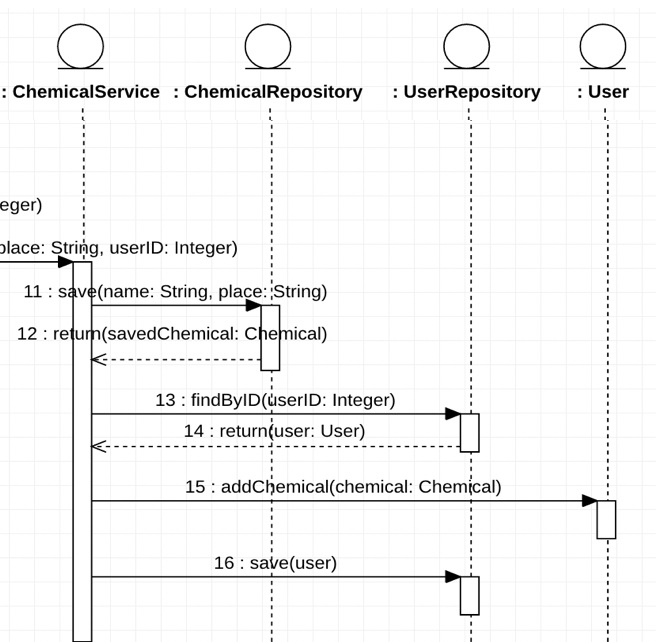 : ChemicalService : ChemicalRepository : UserRepository : User
eger)
place: String, userID: Integer)
11 : save(name: String, place: String)
12 : return(savedChemical: Chemical)
13 : findByID(userID: Integer)
14 : return(user: User)
15 : addChemical(chemical: Chemical)
16 : save(user)